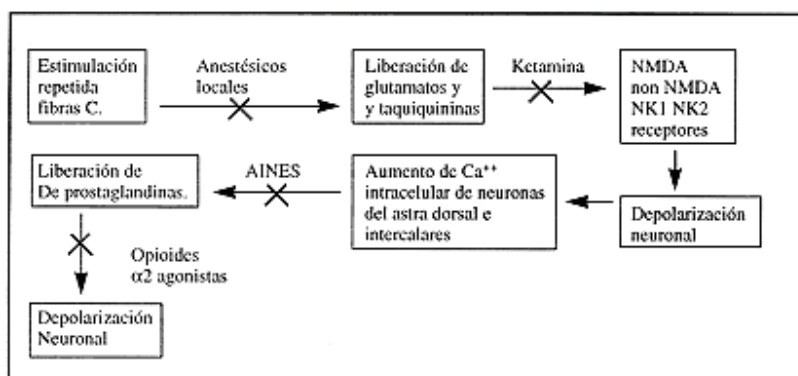 Estimulación
repetida
fibras C.
Anestésicos
locales
Liberación de
glutamatos y
y taquiquininas
Ketamina
NMDA
non NMDA
NK1 NK2
receptores
Liberación de
De prostaglandinas.
AINES
Aumento de Ca++
intracelular de neuronas
del astra dorsal e
intercalares
Depolarización
neuronal
Opioides
α2 agonistas
Depolarización
Neuronal